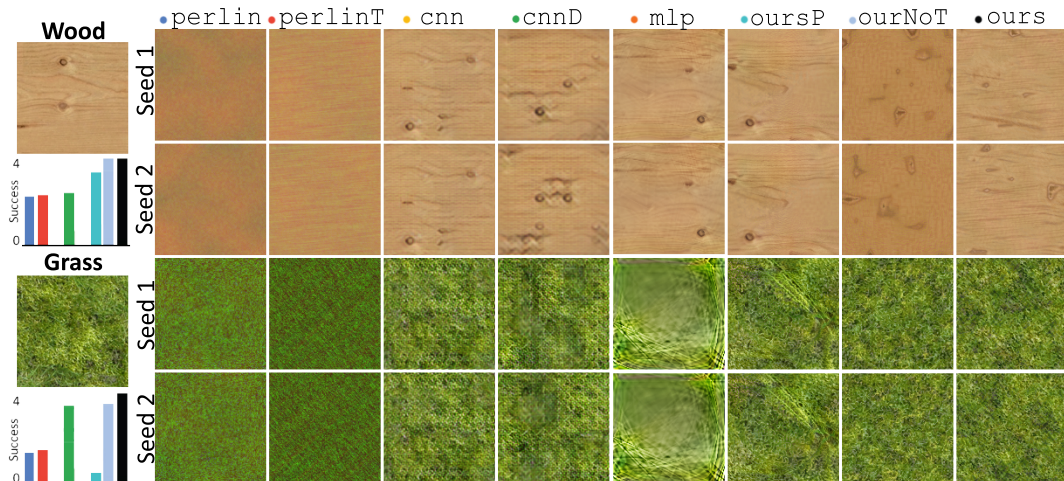 perlin perlinT cnn cnnD mlp oursP ourNoT ours
Wood
Seed 1
4
Success
0
Seed 2
Grass
Seed 1
4
Success
0
Seed 2